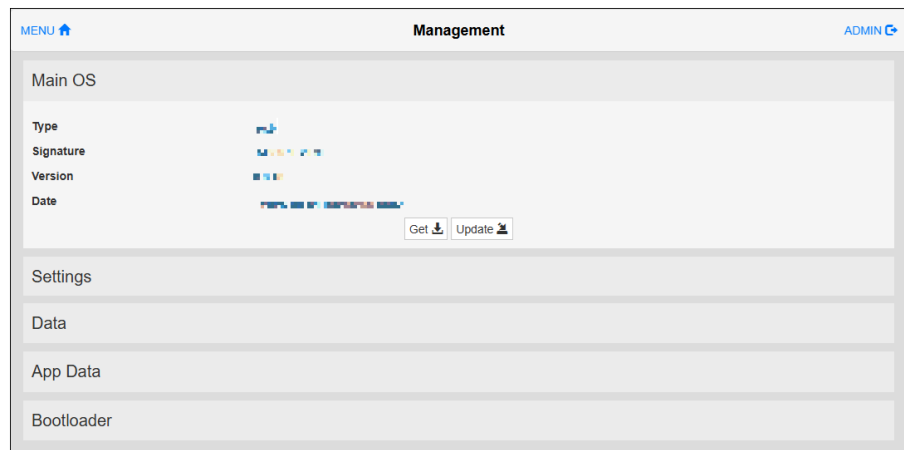 MENU Management ADMIN
Main OS
Type
Signature
Version
Date
Get Update
Settings
Data
App Data
Bootloader